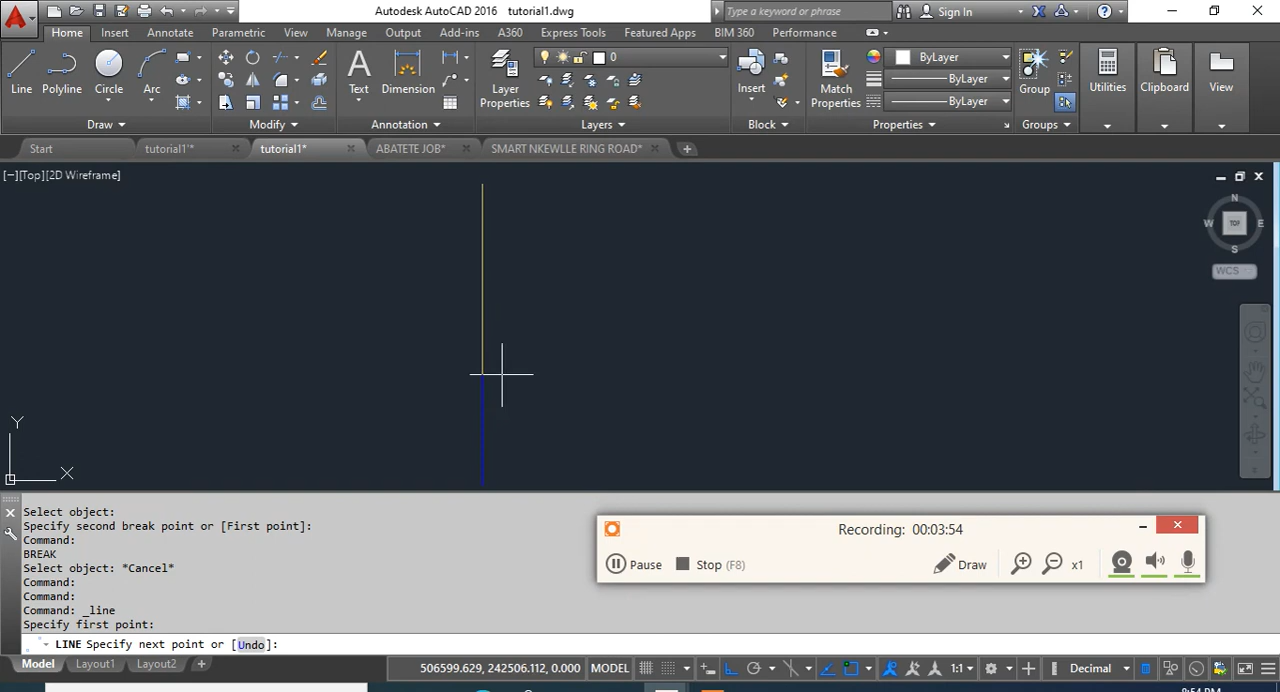 Autodesk AutoCAD 2016 tutorial1.dwg
Type a keyword or phrase
Sign In
Home Insert Annotate Parametric View Manage Output Add-ins A360 Express Tools Featured Apps BIM 360 Performance
0
ByLayer
ByLayer
ByLayer
Line Polyline Circle Arc
Text Dimension
Layer
Properties
Insert
Match
Properties
Group
Utilities
Clipboard
View
Draw Modify Annotation Layers Block Properties Groups
Start tutorial1'* tutorial1* ABATETE JOB* SMART NKEWLLE RING ROAD*
[−][Top][2D Wireframe]
N
W TOP E
S
WCS
Y
X
Select object:
Specify second break point or [First point]:
Command:
BREAK
Select object: *Cancel*
Command:
Command:
Command: _line
Specify first point:
LINE Specify next point or [Undo]:
Recording: 00:03:54
Pause Stop (F8) Draw x1
Model Layout1 Layout2
506599.629, 242506.112, 0.000 MODEL 1:1 Decimal
8:54 PM